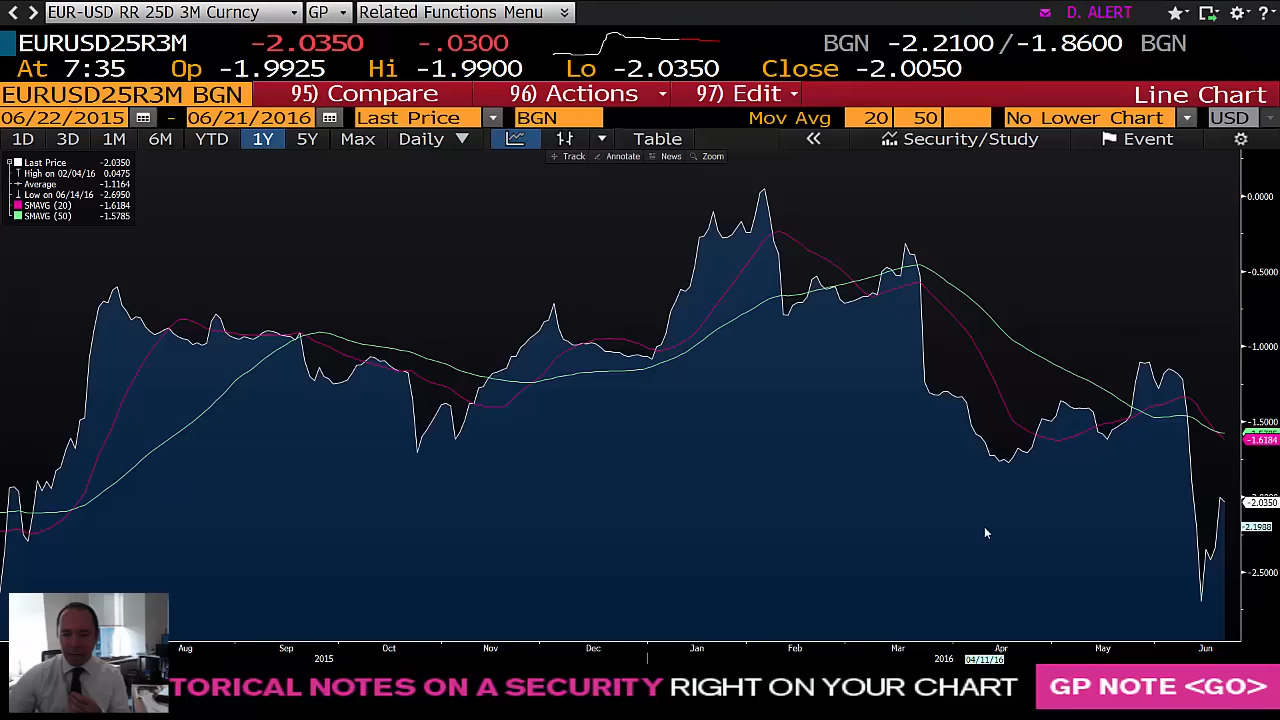 EUR-USD RR 25D 3M Curncy GP Related Functions Menu D. ALERT ?
EURUSD25R3M -2.0350 -.0300 BGN -2.2100 / -1.8600 BGN
At 7:35 Op -1.9925 Hi -1.9900 Lo -2.0350 Close -2.0050
EURUSD25R3M BGN 95) Compare 96) Actions 97) Edit Line Chart
06/22/2015 - 06/21/2016 Last Price BGN Mov Avg 20 50 No Lower Chart USD
1D 3D 1M 6M YTD 1Y 5Y Max Daily Table Security/Study Event
Track Annotate News Zoom
Last Price -2.0350
High on 02/04/16 0.0475
Average -1.1164
Low on 06/14/16 -2.6950
SMAVG (20) -1.6184
SMAVG (50) -1.5785
0.0000
-0.5000
-1.0000
-1.5000
-1.6184
-2.0350
-2.1988
-2.5000
Aug Sep Oct Nov Dec Jan Feb Mar Apr May Jun
2015 2016 04/11/16
TORICAL NOTES ON A SECURITY RIGHT ON YOUR CHART GP NOTE <GO>